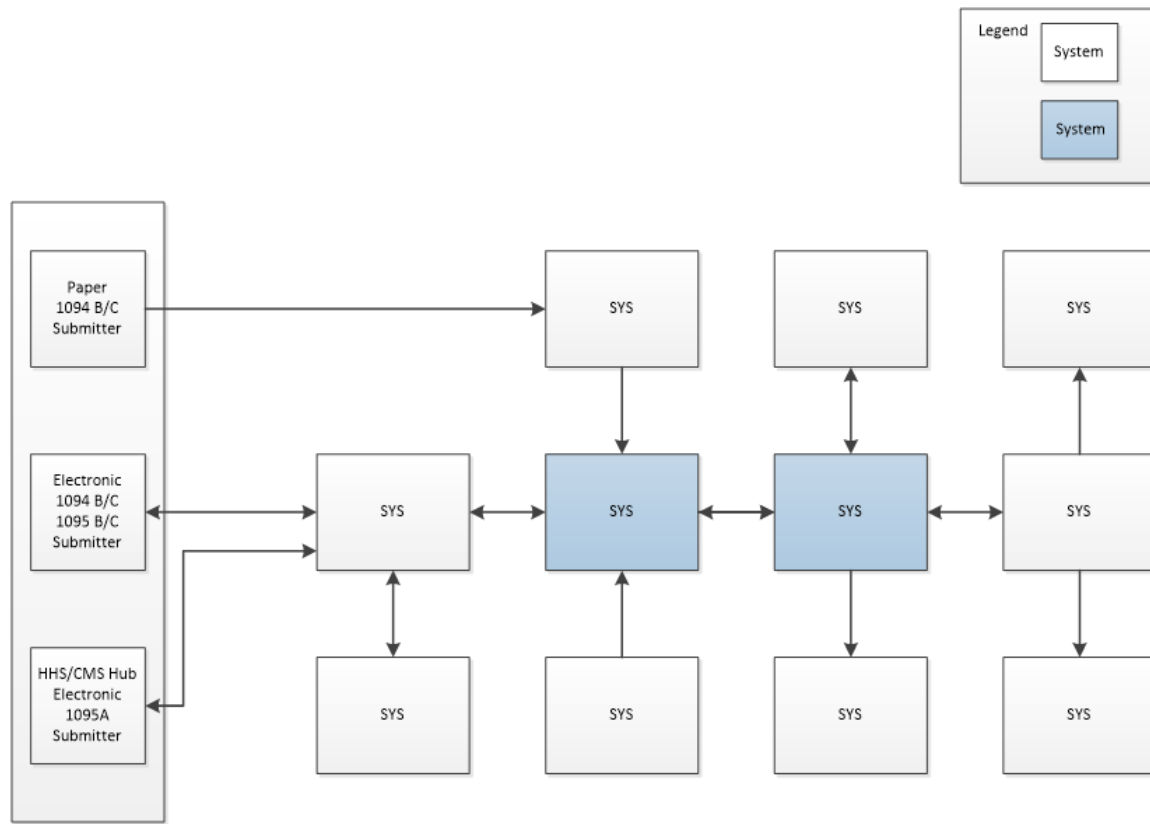 Legend
System
System
Paper
1094 B/C
Submitter
SYS
SYS
SYS
Electronic
1094 B/C
1095 B/C
Submitter
SYS
SYS
SYS
SYS
HHS/CMS Hub
Electronic
1095A
Submitter
SYS
SYS
SYS
SYS